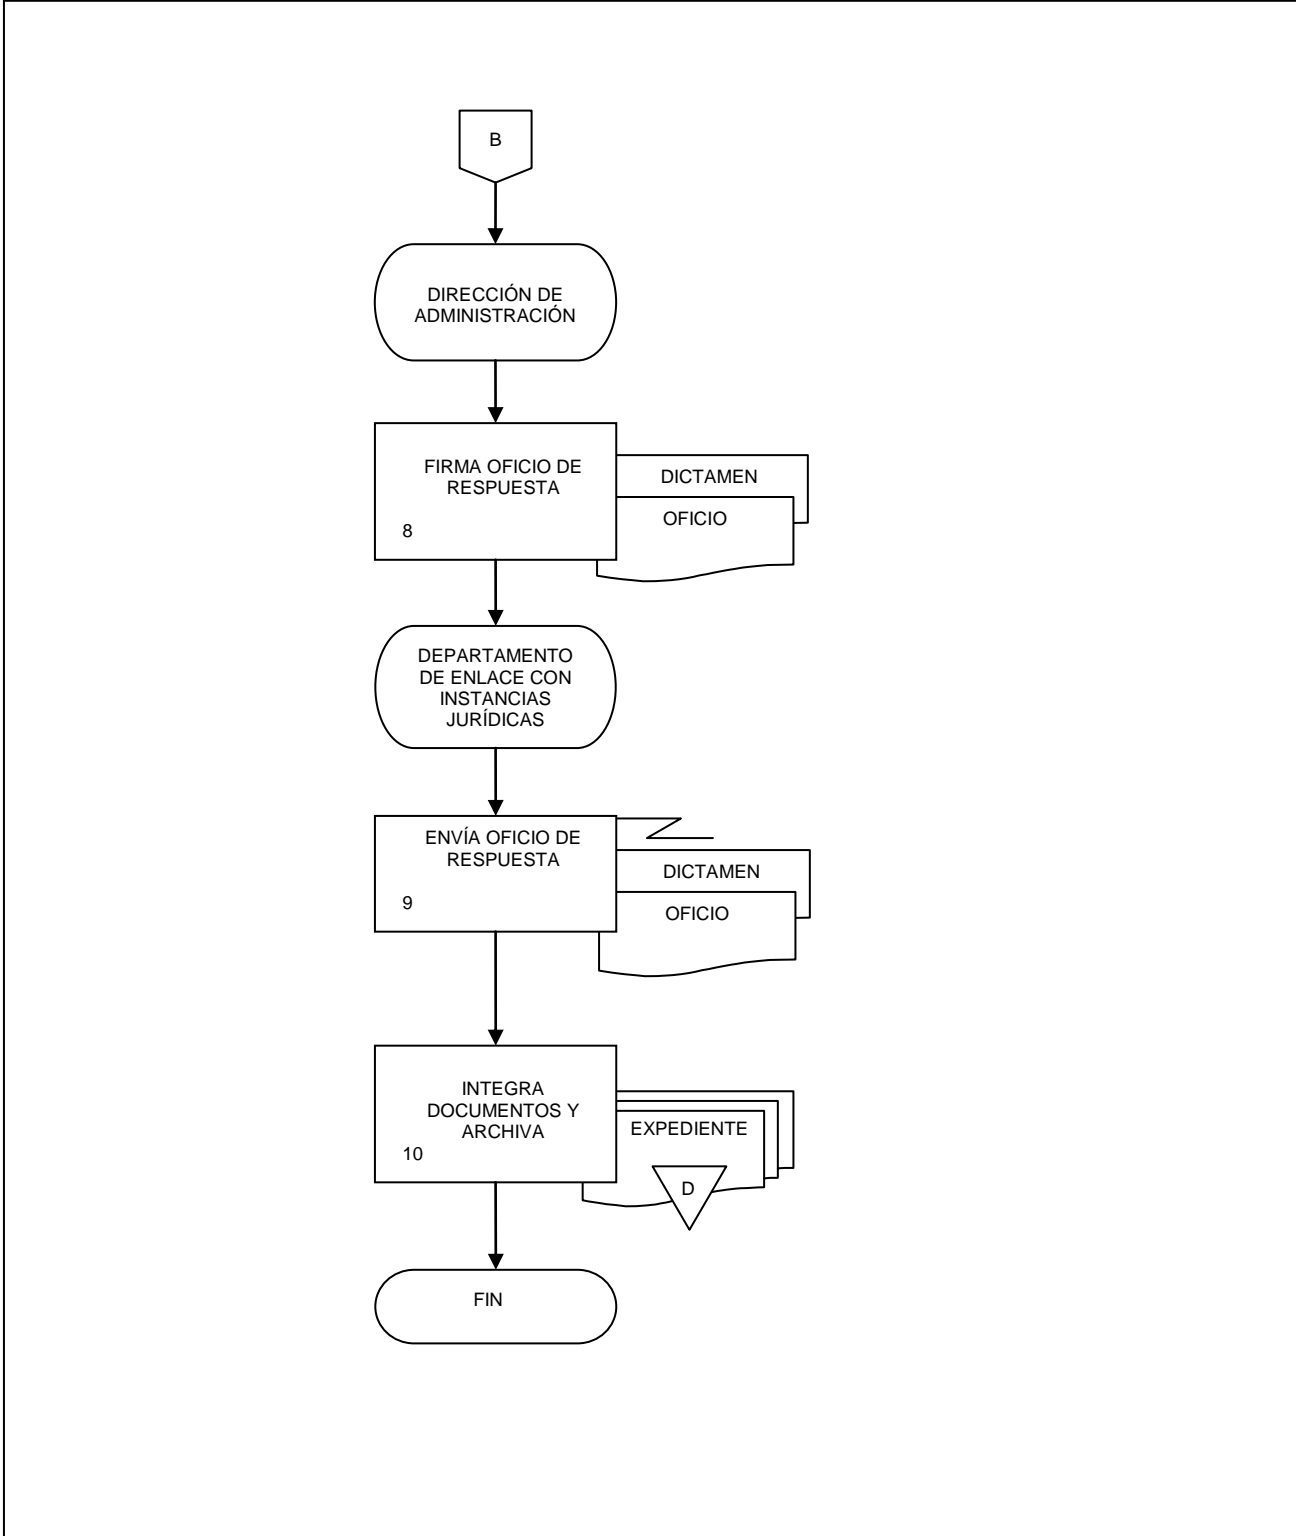 B
DIRECCIÓN DE
ADMINISTRACIÓN
FIRMA OFICIO DE
RESPUESTA
8
DICTAMEN
OFICIO
DEPARTAMENTO
DE ENLACE CON
INSTANCIAS
JURÍDICAS
ENVÍA OFICIO DE
RESPUESTA
9
DICTAMEN
OFICIO
INTEGRA
DOCUMENTOS Y
ARCHIVA
10
EXPEDIENTE
D
FIN